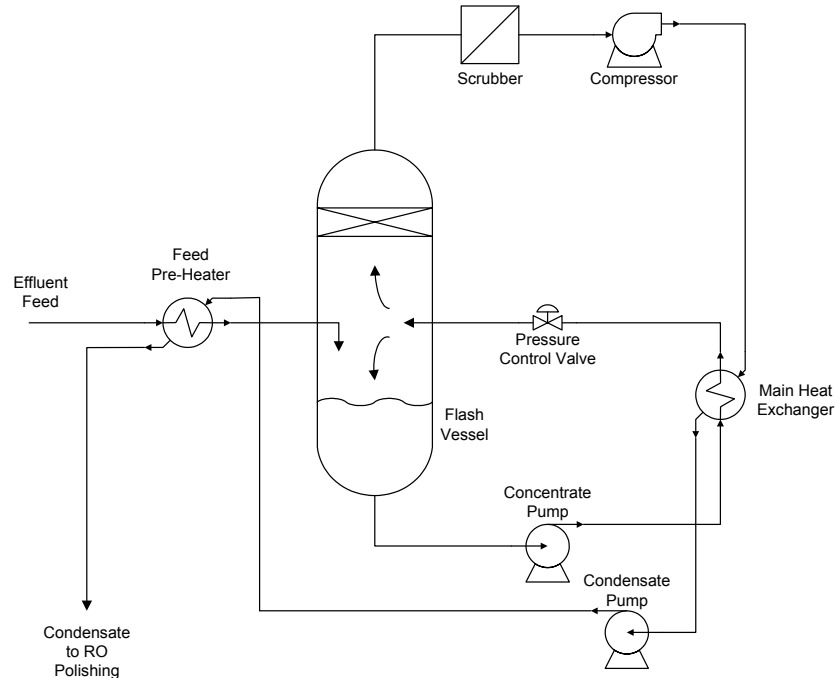 Scrubber
Compressor
Feed
Pre-Heater
Effluent
Feed
Pressure
Control Valve
Main Heat
Exchanger
Flash
Vessel
Concentrate
Pump
Condensate
Pump
Condensate
to RO
Polishing